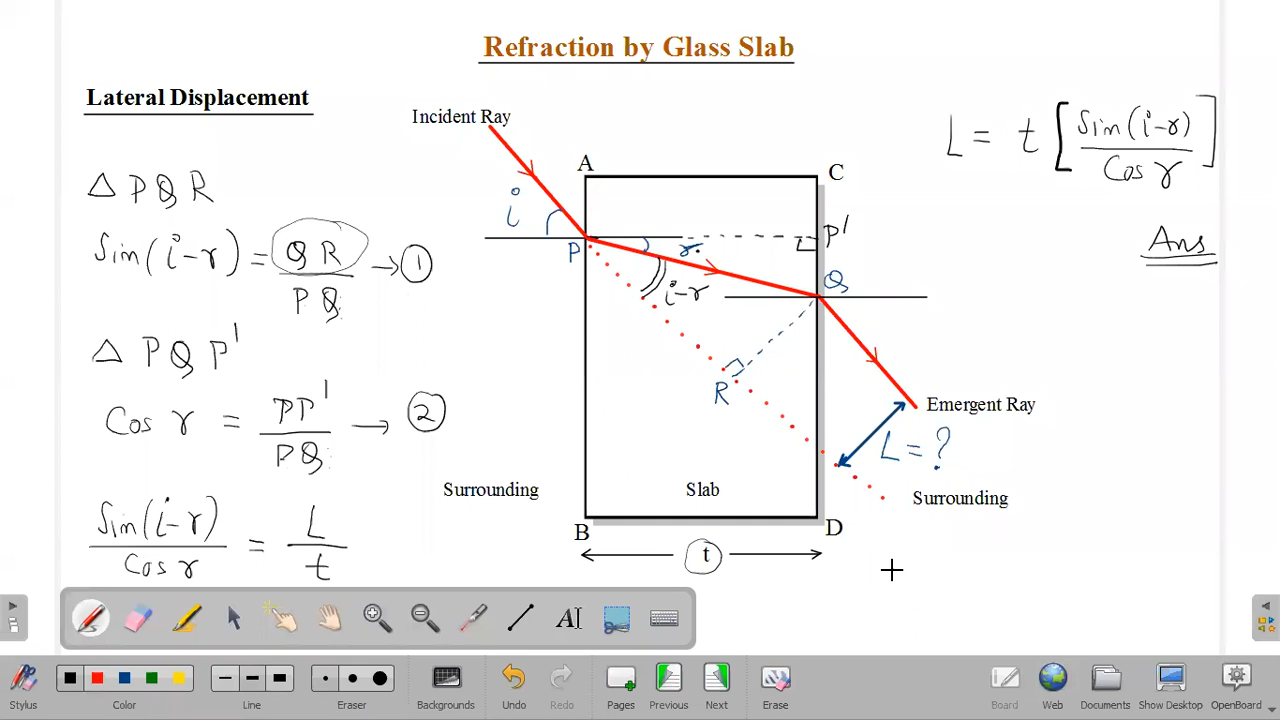 Refraction by Glass Slab
Lateral Displacement
Incident Ray
L = t [Sin(i-r) / Cos r]
Ans
Δ PQR
Sin(i-r) = QR / PQ → ①
Δ PQP'
Cos r = PP' / PQ → ②
Sin(i-r) / Cos r = L / t
A
C
i
P
r
P'
i-r
Q
R
Emergent Ray
L = ?
Surrounding
Slab
Surrounding
B
D
t
Stylus
Color
Line
Eraser
Backgrounds
Undo
Redo
Pages
Previous
Next
Erase
Board
Web
Documents
Show Desktop
OpenBoard